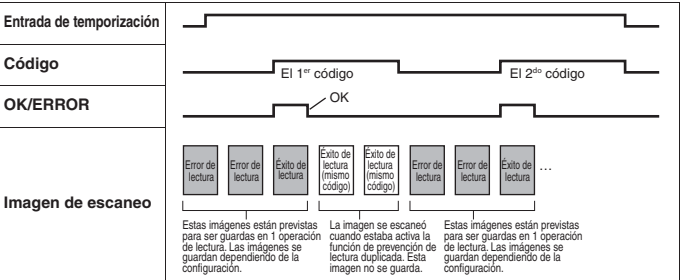 Entrada de temporización
Código
El 1er código
El 2do código
OK/ERROR
OK
Imagen de escaneo
Error de lectura
Error de lectura
Éxito de lectura
Éxito de lectura (mismo código)
Éxito de lectura (mismo código)
Error de lectura
Error de lectura
Éxito de lectura
...
Estas imágenes están previstas
para ser guardas en 1 operación
de lectura. Las imágenes se
guardan dependiendo de la
configuración.
La imagen se escaneó
cuando estaba activa la
función de prevención de
lectura duplicada. Esta
imagen no se guarda.
Estas imágenes están previstas
para ser guardas en 1 operación
de lectura. Las imágenes se
guardan dependiendo de la
configuración.